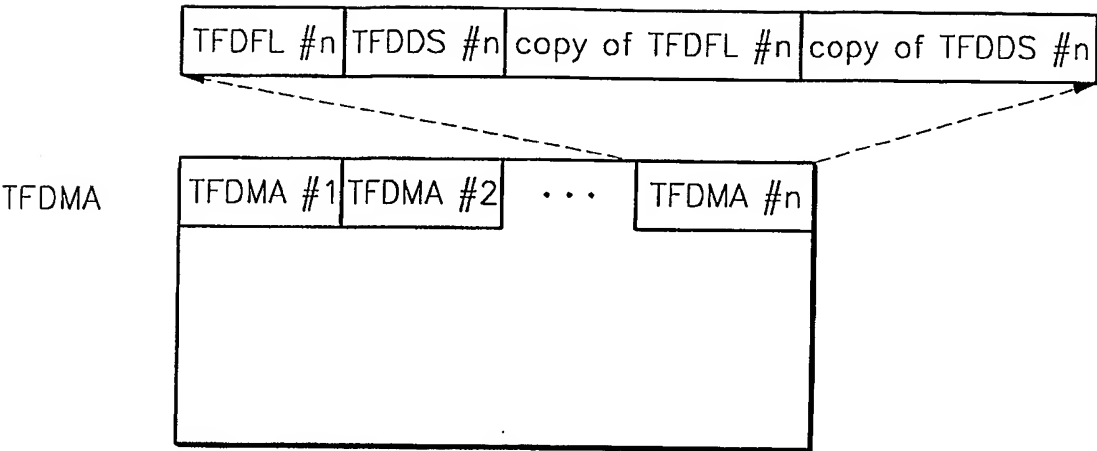 TFDFL #n TFDDS #n copy of TFDFL #n copy of TFDDS #n
TFDMA TFDMA #1 TFDMA #2 ··· TFDMA #n